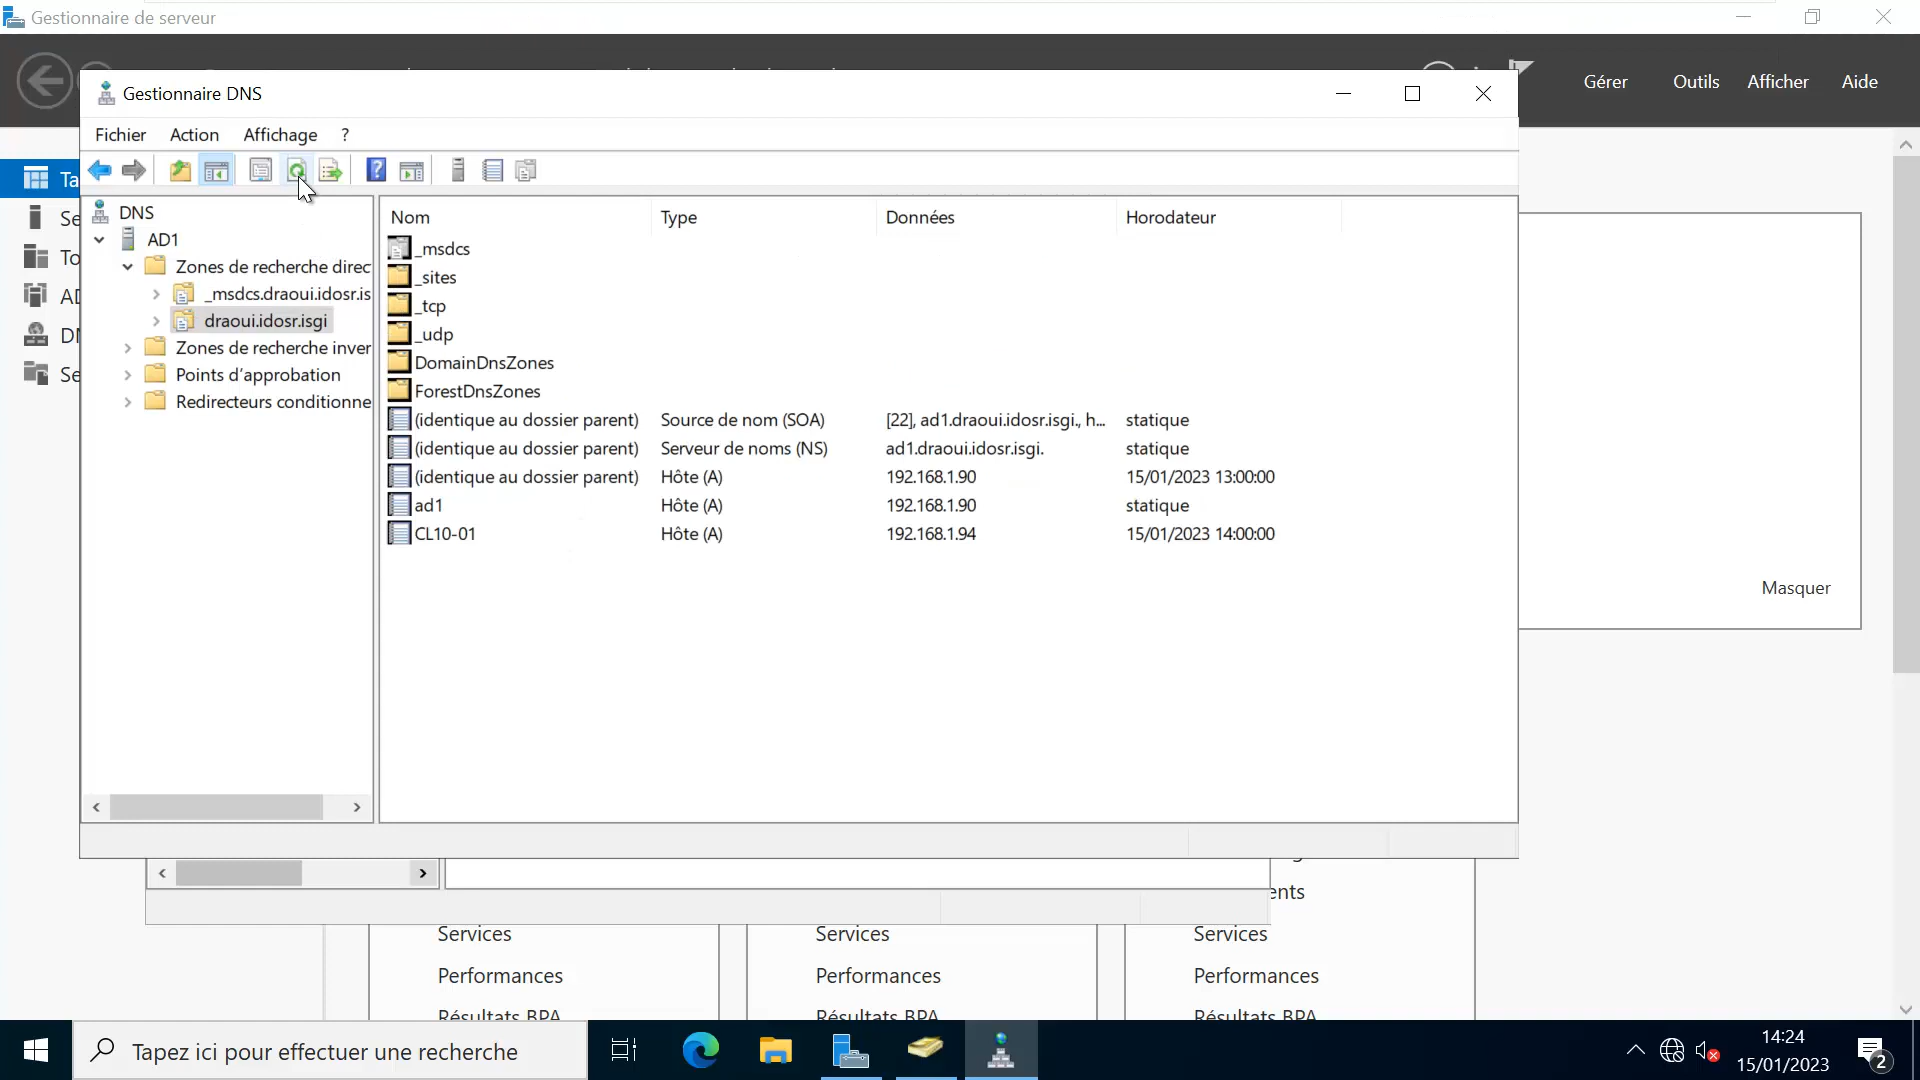 Gestionnaire de serveur
Gérer
Outils
Afficher
Aide
Gestionnaire DNS
Fichier
Action
Affichage
?
Ta
Se
To
AD
Se
DNS
AD1
Zones de recherche direc
_msdcs.draoui.idosr.is
draoui.idosr.isgi
Zones de recherche inver
Points d'approbation
Redirecteurs conditionne
Nom Type Données Horodateur
_msdcs
_sites
_tcp
_udp
DomainDnsZones
ForestDnsZones
(identique au dossier parent) Source de nom (SOA) [22], ad1.draoui.idosr.isgi., h... statique
(identique au dossier parent) Serveur de noms (NS) ad1.draoui.idosr.isgi. statique
(identique au dossier parent) Hôte (A) 192.168.1.90 15/01/2023 13:00:00
ad1 Hôte (A) 192.168.1.90 statique
CL10-01 Hôte (A) 192.168.1.94 15/01/2023 14:00:00
Masquer
ents
Services Services Services
Performances Performances Performances
Résultats BPA Résultats BPA Résultats BPA
Tapez ici pour effectuer une recherche
14:24
15/01/2023
2